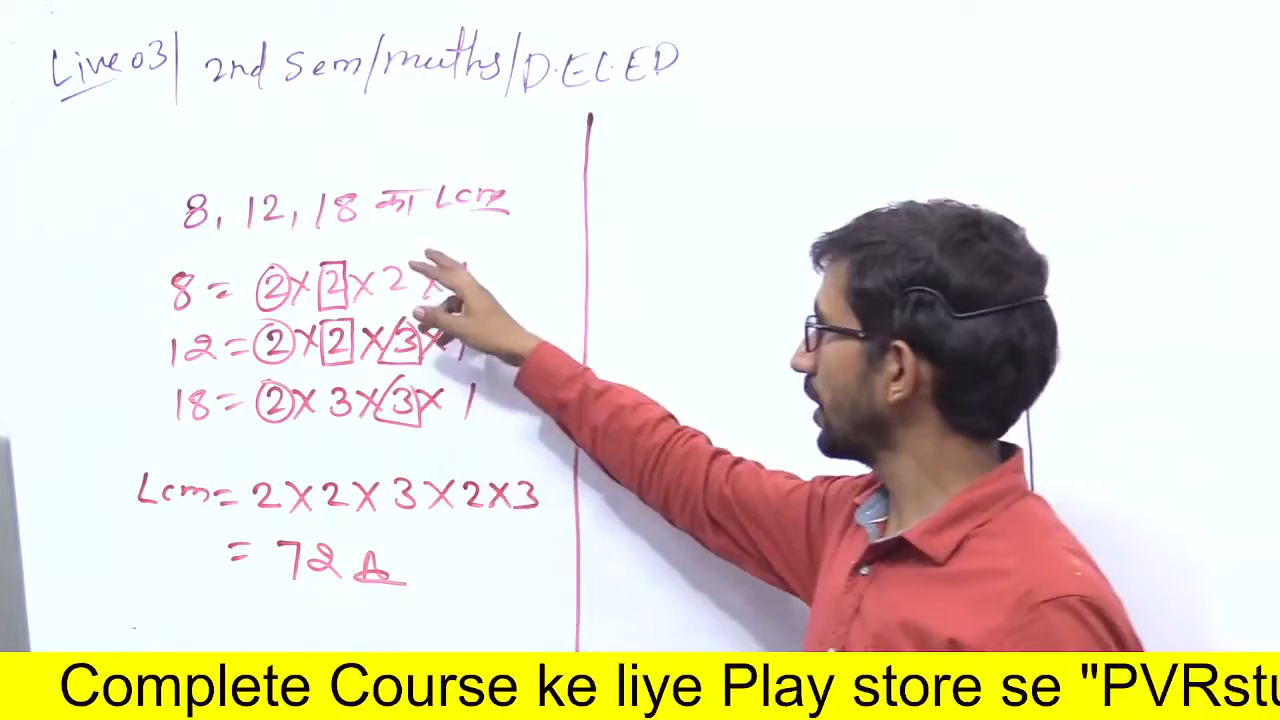 Live 03 | 2nd Sem/maths/D.EL.ED
8, 12, 18 का Lcm
8 = 2 X 2 X 2 X 1
12 = 2 X 2 X 3 X 1
18 = 2 X 3 X 3 X 1
Lcm = 2 X 2 X 3 X 2 X 3
= 72 A
Complete Course ke liye Play store se "PVRstu